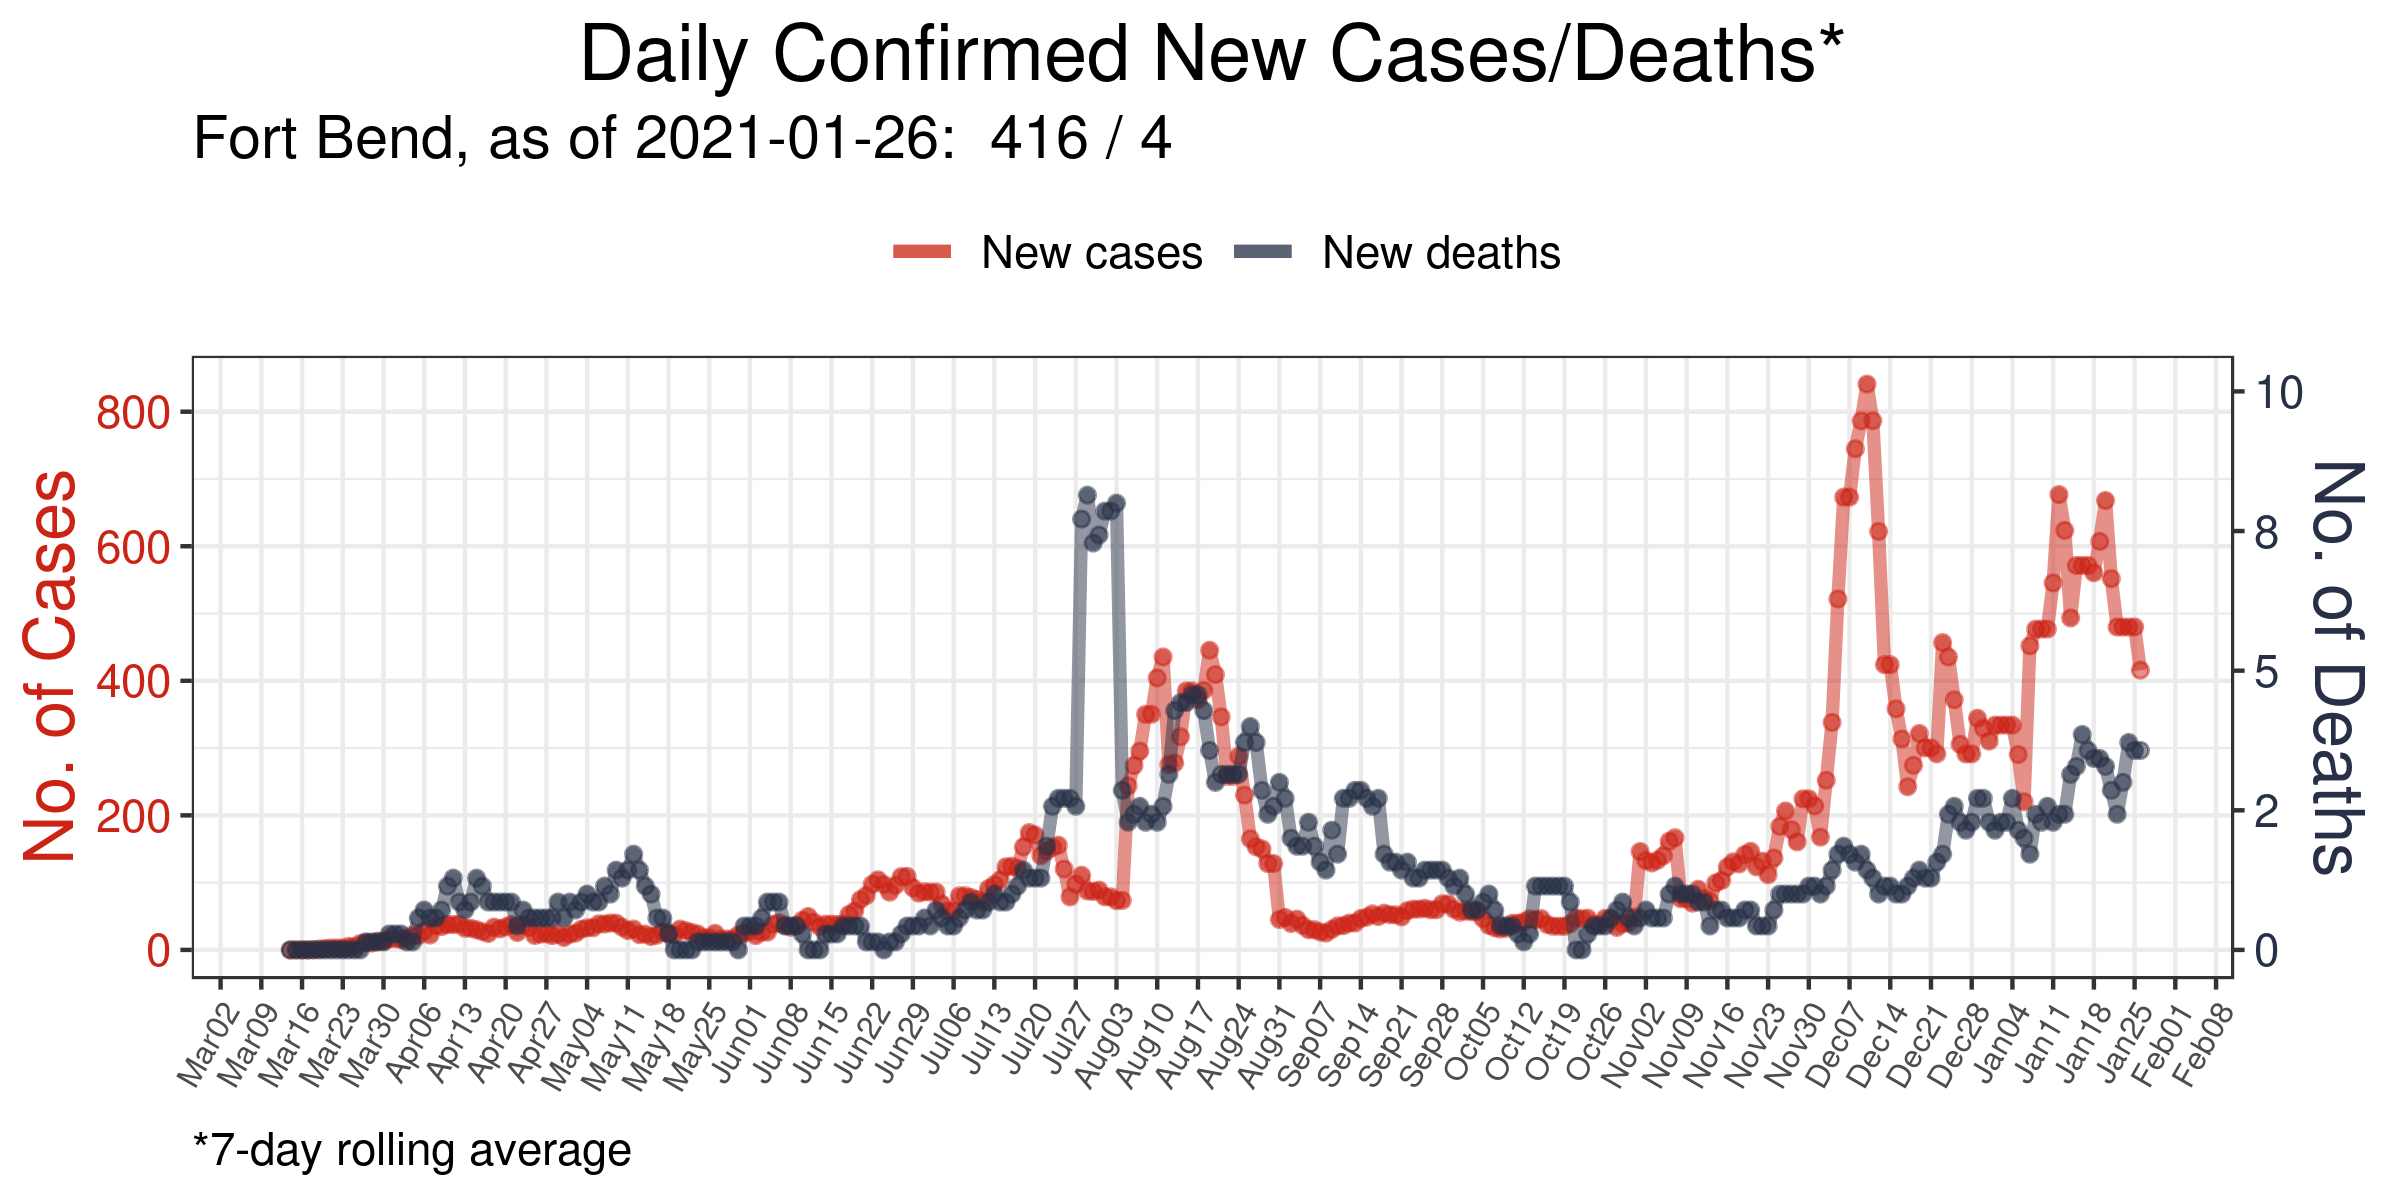 Daily Confirmed New Cases/Deaths*
Fort Bend, as of 2021-01-26:  416 / 4
New cases
New deaths
No. of Cases
800
600
400
200
0
10
8
5
2
0
No. of Deaths
Mar02
Mar09
Mar16
Mar23
Mar30
Apr06
Apr13
Apr20
Apr27
May04
May11
May18
May25
Jun01
Jun08
Jun15
Jun22
Jun29
Jul06
Jul13
Jul20
Jul27
Aug03
Aug10
Aug17
Aug24
Aug31
Sep07
Sep14
Sep21
Sep28
Oct05
Oct12
Oct19
Oct26
Nov02
Nov09
Nov16
Nov23
Nov30
Dec07
Dec14
Dec21
Dec28
Jan04
Jan11
Jan18
Jan25
Feb01
Feb08
*7-day rolling average